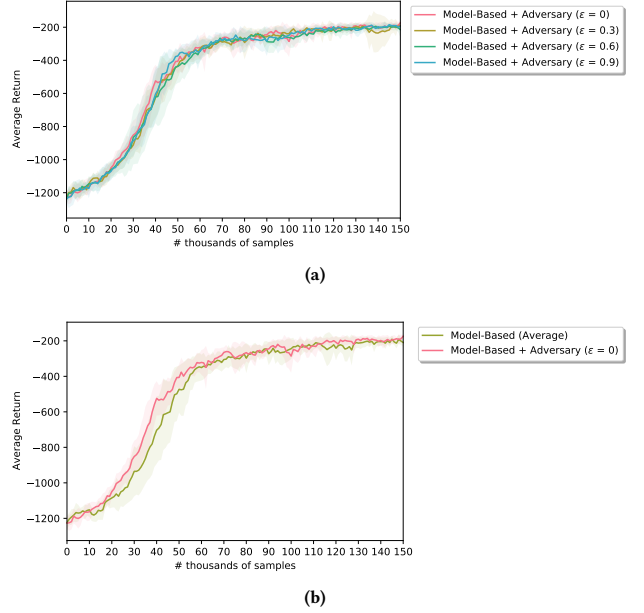 −200
−400
−600
−800
−1000
−1200
Average Return
0 10 20 30 40 50 60 70 80 90 100 110 120 130 140 150
# thousands of samples
Model-Based + Adversary (ε = 0)
Model-Based + Adversary (ε = 0.3)
Model-Based + Adversary (ε = 0.6)
Model-Based + Adversary (ε = 0.9)
(a)
−200
−400
−600
−800
−1000
−1200
Average Return
0 10 20 30 40 50 60 70 80 90 100 110 120 130 140 150
# thousands of samples
Model-Based (Average)
Model-Based + Adversary (ε = 0)
(b)